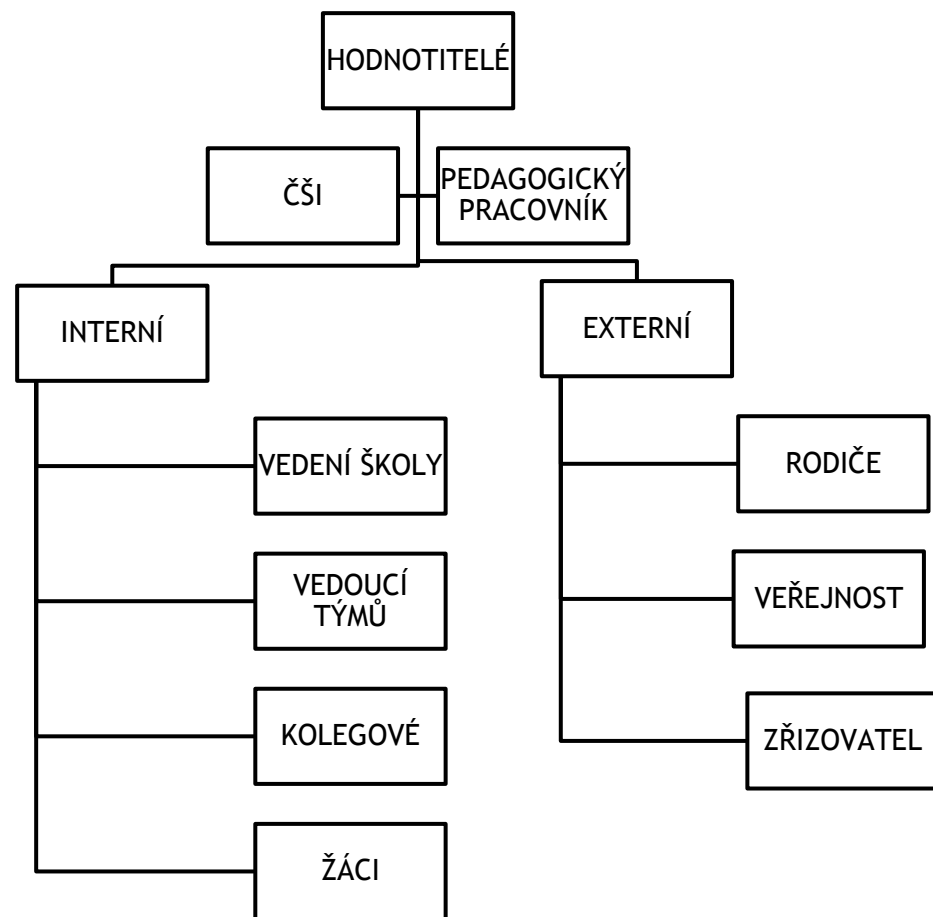 HODNOTITELÉ
ČŠI
PEDAGOGICKÝ
PRACOVNÍK
INTERNÍ
EXTERNÍ
VEDENÍ ŠKOLY
VEDOUCÍ
TÝMŮ
KOLEGOVÉ
ŽÁCI
RODIČE
VEŘEJNOST
ZŘIZOVATEL